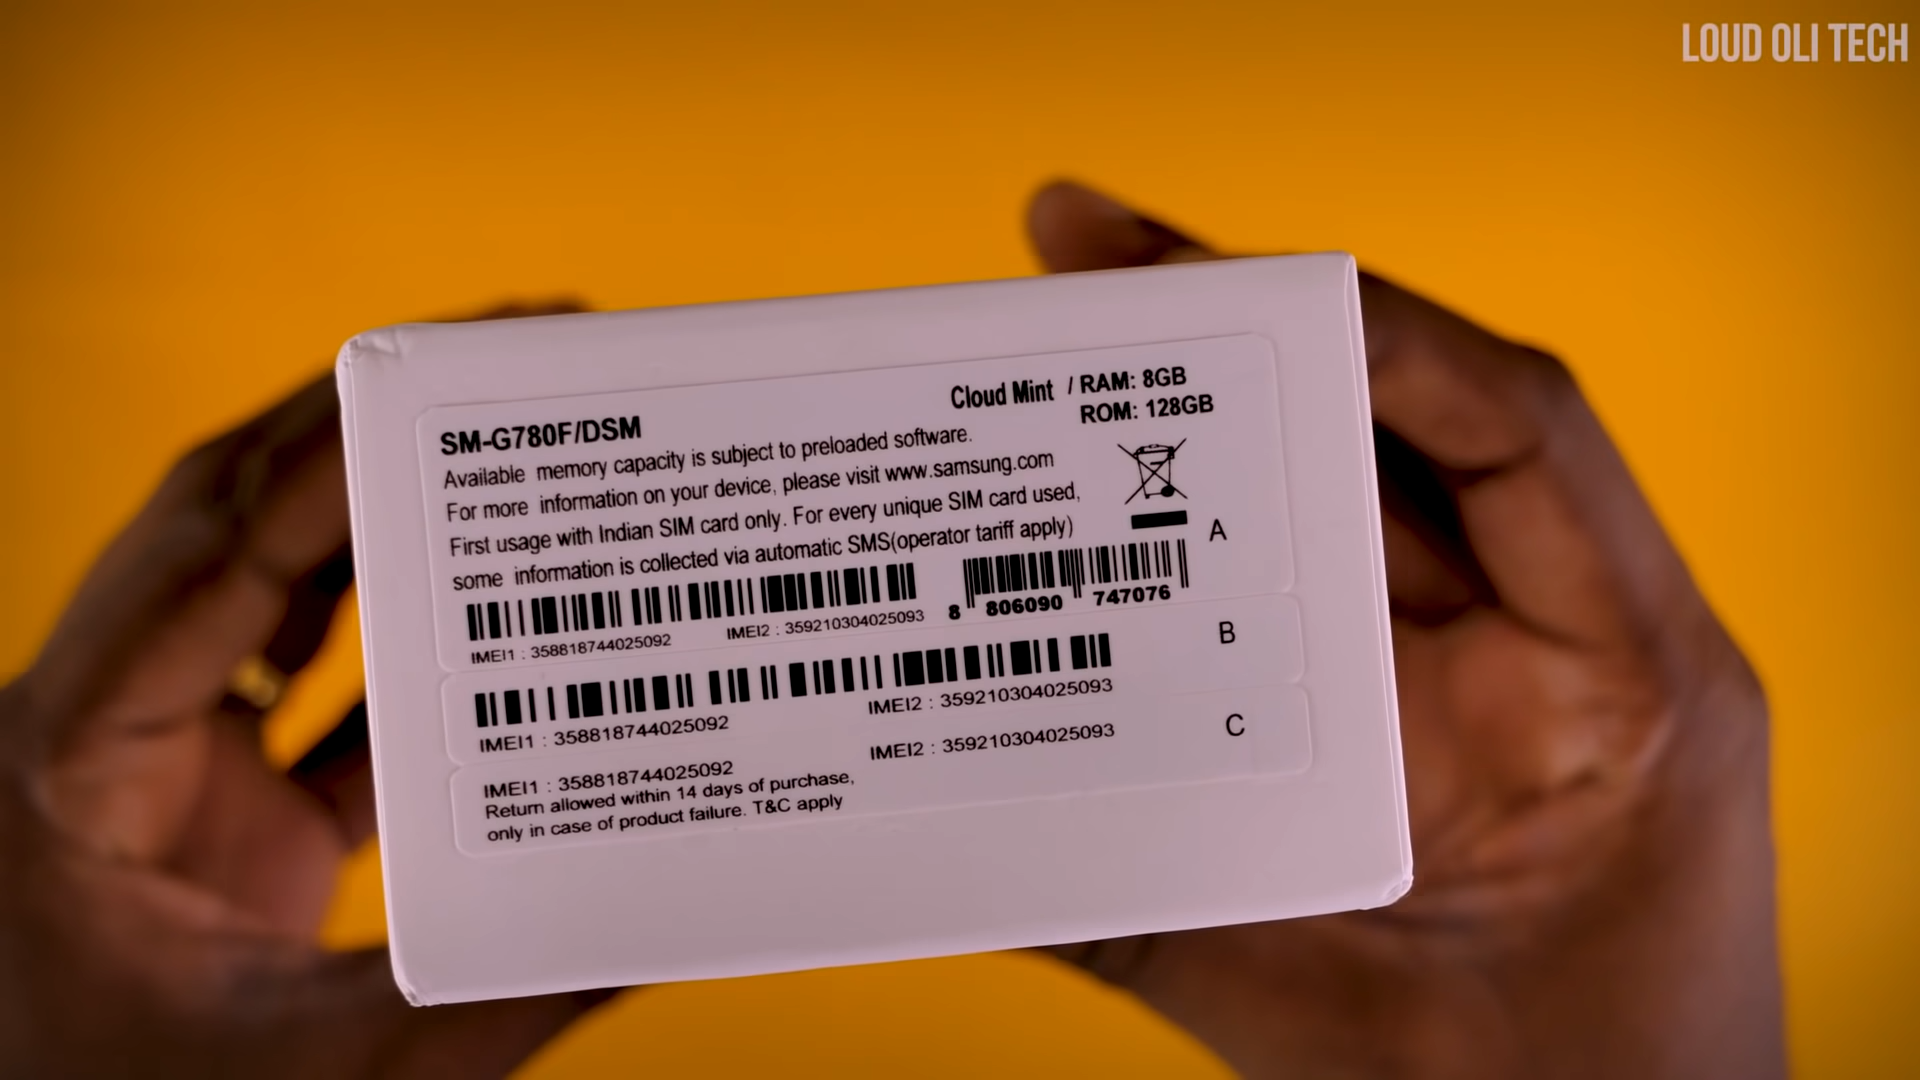 LOUD OLI TECH
SM-G780F/DSM
Cloud Mint / RAM: 8GB
ROM: 128GB
Available memory capacity is subject to preloaded software.
For more information on your device, please visit www.samsung.com
First usage with Indian SIM card only. For every unique SIM card used,
some information is collected via automatic SMS(operator tariff apply)
A
IMEI1 : 358818744025092 IMEI2 : 359210304025093
8 806090 747076
B
IMEI1 : 358818744025092 IMEI2 : 359210304025093
C
IMEI1 : 358818744025092 IMEI2 : 359210304025093
Return allowed within 14 days of purchase,
only in case of product failure. T&C apply